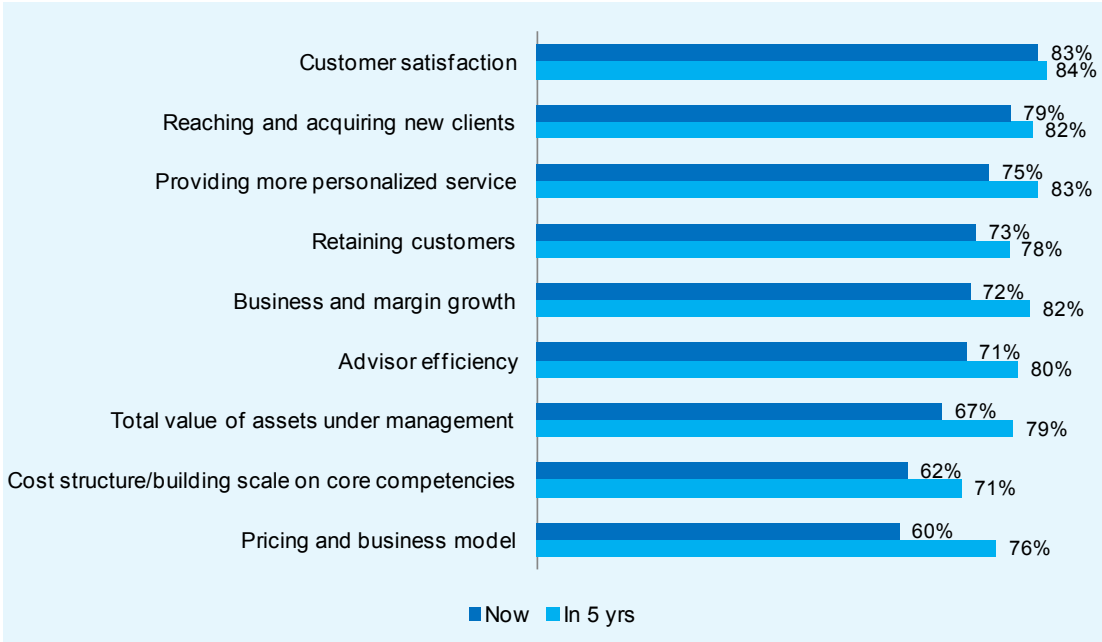 Customer satisfaction
83%
84%
Reaching and acquiring new clients
79%
82%
Providing more personalized service
75%
83%
Retaining customers
73%
78%
Business and margin growth
72%
82%
Advisor efficiency
71%
80%
Total value of assets under management
67%
79%
Cost structure/building scale on core competencies
62%
71%
Pricing and business model
60%
76%
Now In 5 yrs